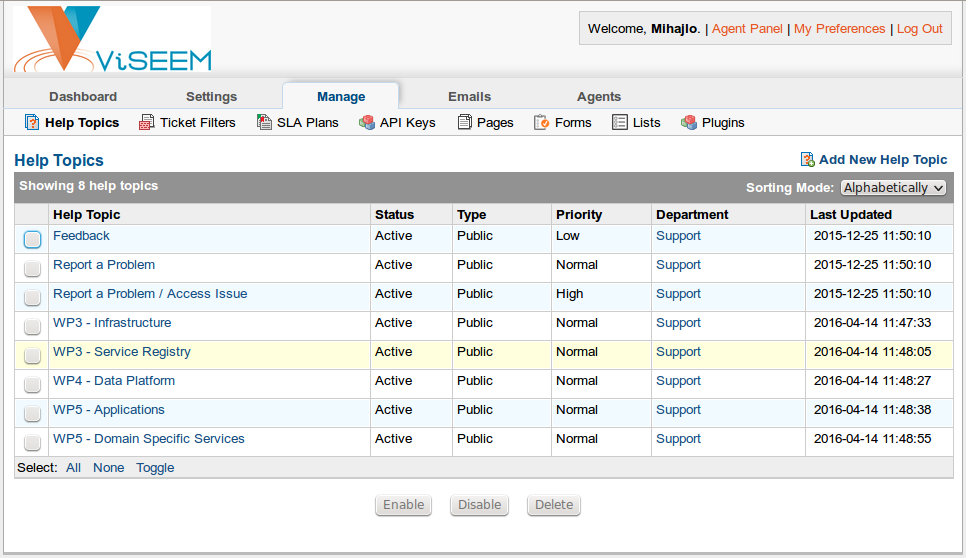 ViSEEM
Welcome, Mihajlo. | Agent Panel | My Preferences | Log Out
Dashboard Settings Manage Emails Agents
Help Topics Ticket Filters SLA Plans API Keys Pages Forms Lists Plugins
Help Topics Add New Help Topic
Showing 8 help topics Sorting Mode: Alphabetically
Help Topic Status Type Priority Department Last Updated
Feedback Active Public Low Support 2015-12-25 11:50:10
Report a Problem Active Public Normal Support 2015-12-25 11:50:10
Report a Problem / Access Issue Active Public High Support 2015-12-25 11:50:10
WP3 - Infrastructure Active Public Normal Support 2016-04-14 11:47:33
WP3 - Service Registry Active Public Normal Support 2016-04-14 11:48:05
WP4 - Data Platform Active Public Normal Support 2016-04-14 11:48:27
WP5 - Applications Active Public Normal Support 2016-04-14 11:48:38
WP5 - Domain Specific Services Active Public Normal Support 2016-04-14 11:48:55
Select: All None Toggle
Enable Disable Delete